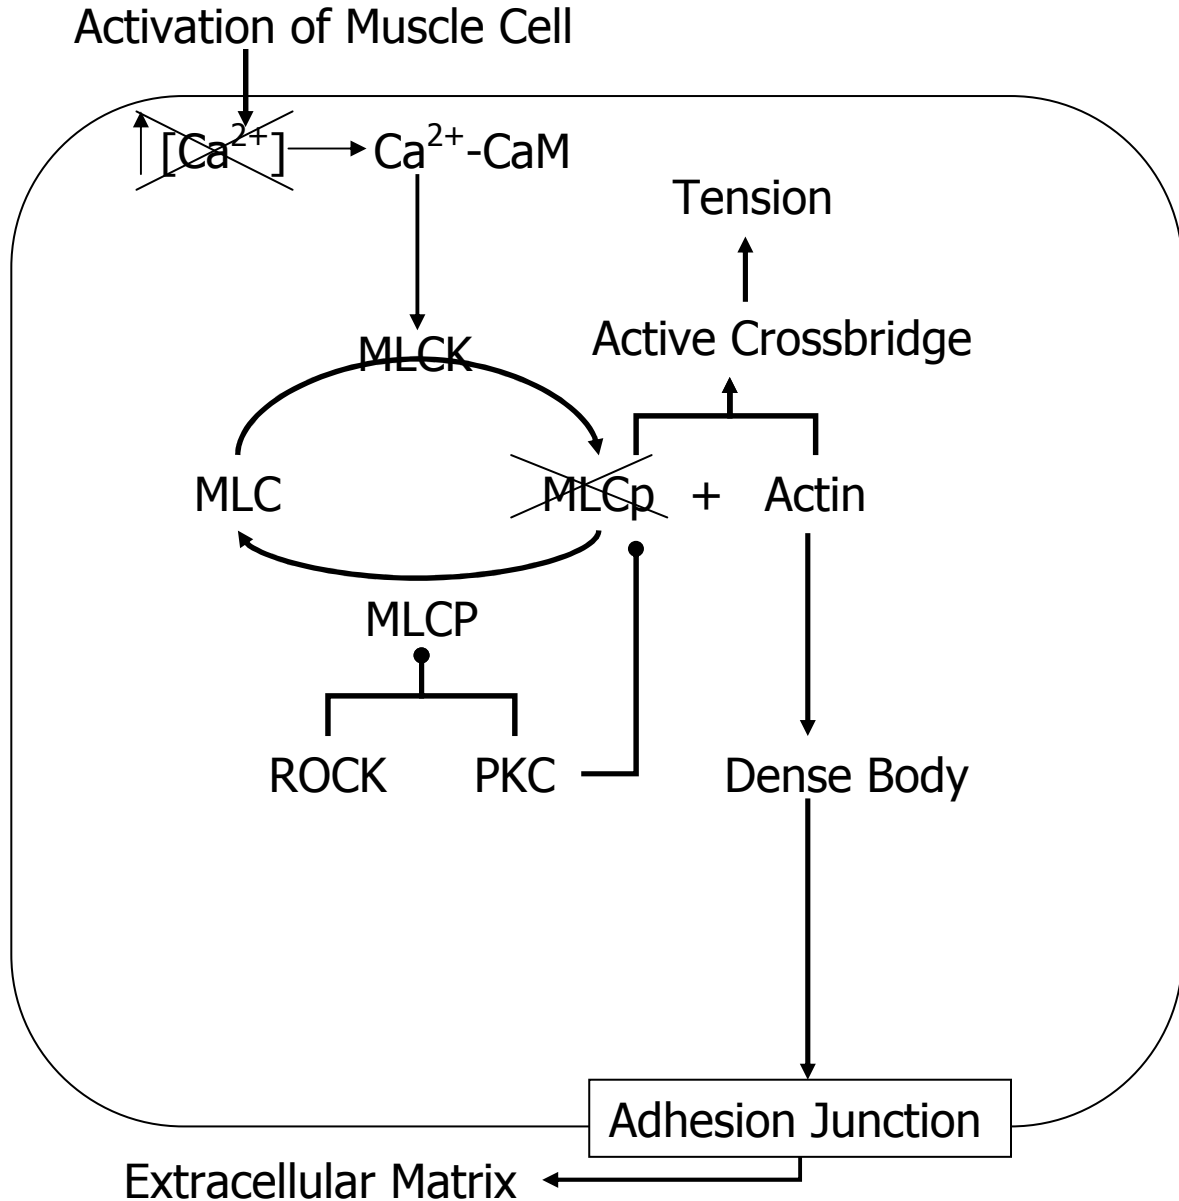 Activation of Muscle Cell
[Ca²⁺]
Ca²⁺-CaM
Tension
MLCK
Active Crossbridge
MLC
MLCp + Actin
MLCP
ROCK
PKC
Dense Body
Adhesion Junction
Extracellular Matrix